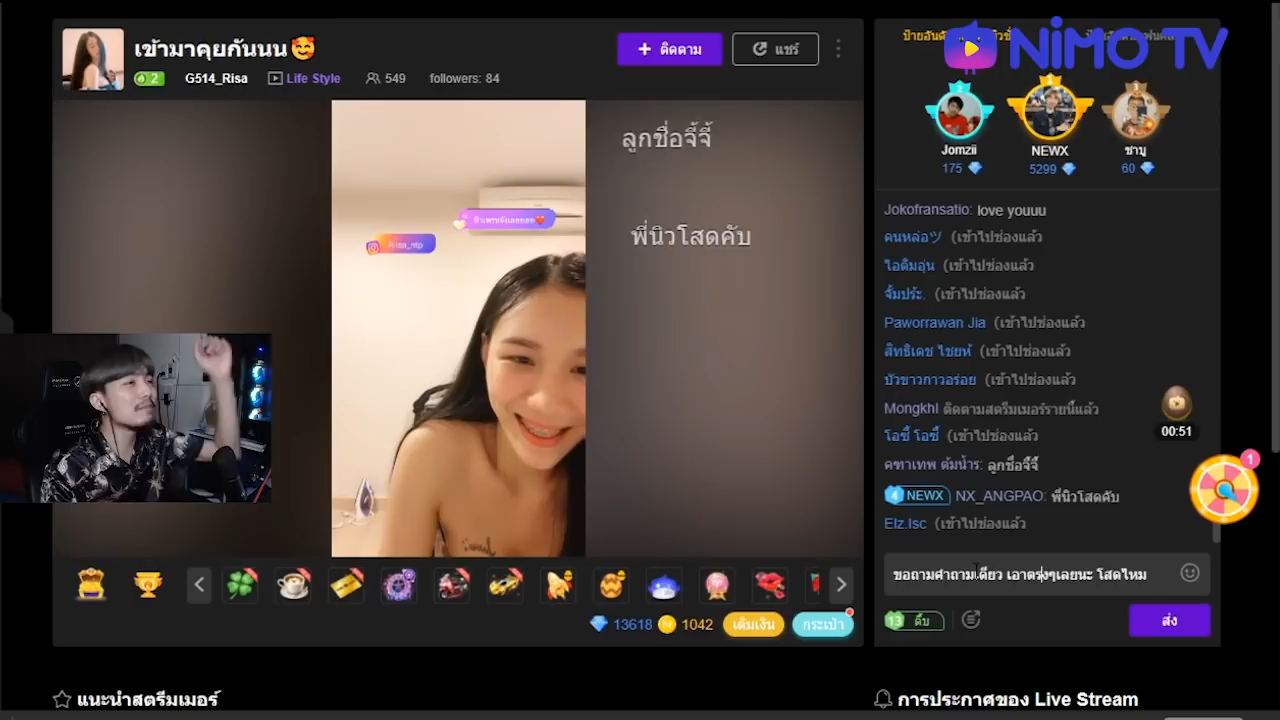 เข้ามาคุยกันนน🥰
2
G514_Risa
Life Style
549
followers: 84
+ ติดตาม
แชร์
ลูกชื่อจี้จี้
พี่นิวโสดคับ
NiMO TV
2
1
3
Jomzii
NEWX
ชาบู
175
5299
60
Jokofransatio: love youuu
คนหล่อツ (เข้าไปช่องแล้ว
ไอติมอุ่น (เข้าไปช่องแล้ว
จั้มปร้ะ. (เข้าไปช่องแล้ว
Paworrawan Jia (เข้าไปช่องแล้ว
สิทธิเดช ไชยห้ (เข้าไปช่องแล้ว
บัวขาวกาวอร่อย (เข้าไปช่องแล้ว
Mongkhl ติดตามสตรีมเมอร์รายนี้แล้ว
โอซี้ โอซี้ (เข้าไปช่องแล้ว
คฑาเทพ ต้มน้ำร: ลูกชื่อจี้จี้
4 NEWX NX_ANGPAO: พี่นิวโสดคับ
Elz.Isc (เข้าไปช่องแล้ว
00:51
1
ขอถามคำถามเดียว เอาตรงๆเลยนะ โสดไหม
13 ดึ๊บ
ส่ง
13618
1042
เติมเงิน
กระเป๋า
แนะนำสตรีมเมอร์
การประกาศของ Live Stream